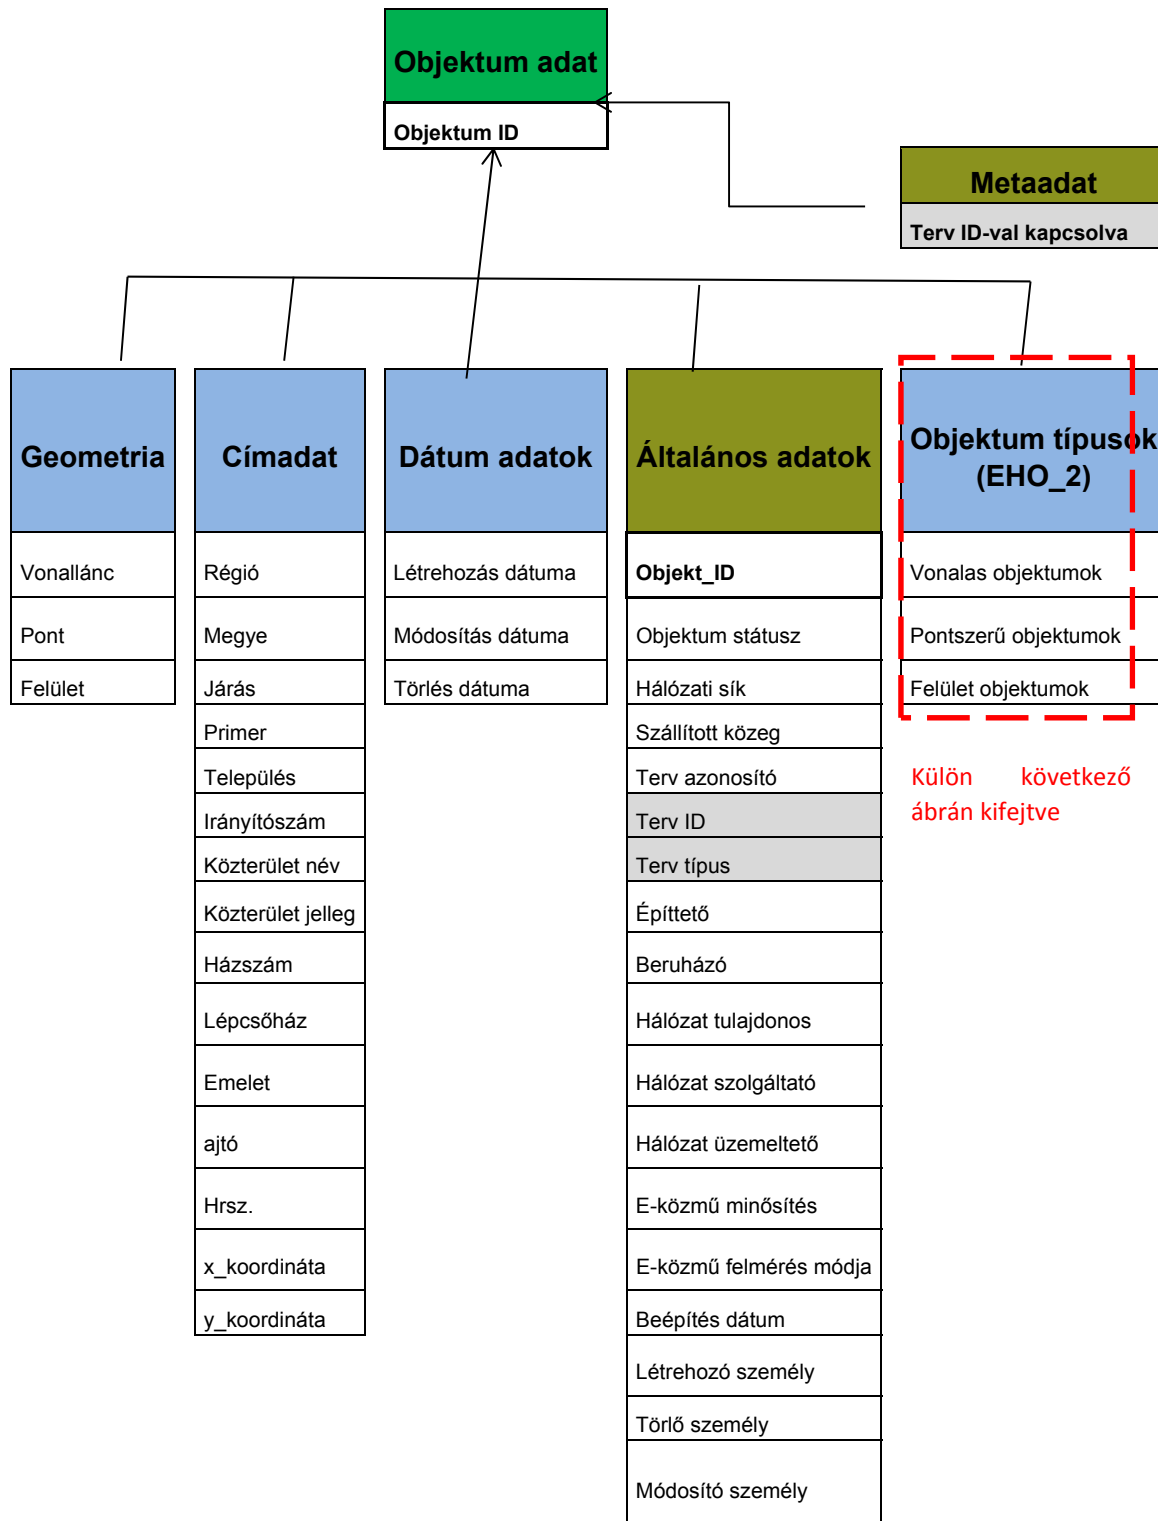 Objektum adat
Objektum ID
Metaadat
Terv ID-val kapcsolva
Geometria
Vonallánc
Pont
Felület
Címadat
Régió
Megye
Járás
Primer
Település
Irányítószám
Közterület név
Közterület jelleg
Házszám
Lépcsőház
Emelet
ajtó
Hrsz.
x_koordináta
y_koordináta
Dátum adatok
Létrehozás dátuma
Módosítás dátuma
Törlés dátuma
Általános adatok
Objekt_ID
Objektum státusz
Hálózati sík
Szállított közeg
Terv azonosító
Terv ID
Terv típus
Építtető
Beruházó
Hálózat tulajdonos
Hálózat szolgáltató
Hálózat üzemeltető
E-közmű minősítés
E-közmű felmérés módja
Beépítés dátum
Létrehozó személy
Törlő személy
Módosító személy
Objektum típusok
(EHO_2)
Vonalas objektumok
Pontszerű objektumok
Felület objektumok
Külön következő
ábrán kifejtve